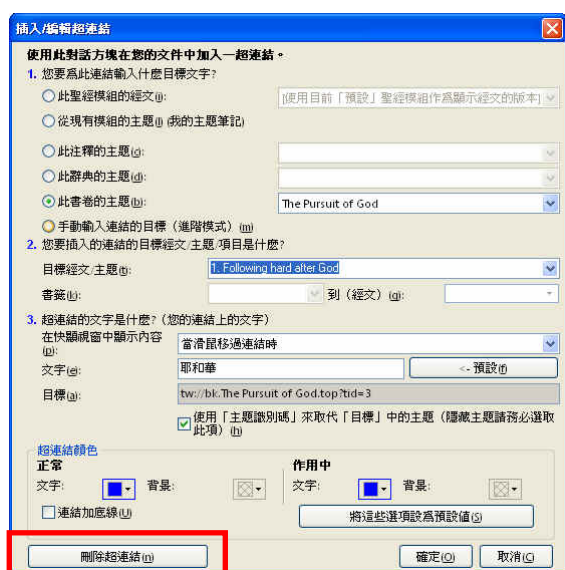 插入/編輯超連結
使用此對話方塊在您的文件中加入一超連結。
1. 您要爲此連結輸入什麼目標文字?
此聖經模組的經文(i): [使用目前「預設」聖經模組作爲顯示經文的版本]
從現有模組的主題(l) (我的主題筆記)
此注釋的主題(c):
此辭典的主題(d):
此書卷的主題(b): The Pursuit of God
手動輸入連結的目標（進階模式）(m)
2. 您要插入的連結的目標經文/主題/項目是什麼?
目標經文/主題(t): 1. Following hard after God
書籤(k): 到（經文）(q):
3. 超連結的文字是什麼?（您的連結上的文字）
在快顯視窗中顯示內容(p): 當滑鼠移過連結時
文字(e): 耶和華 <- 預設(f)
目標(a): tw://bk.The Pursuit of God.top?tid=3
使用「主題識別碼」來取代「目標」中的主題（隱藏主題請務必選取
此項）(h)
超連結顏色
正常 作用中
文字: 背景: 文字: 背景:
連結加底線(U) 將這些選項設爲預設値(S)
刪除超連結(n) 確定(O) 取消(C)